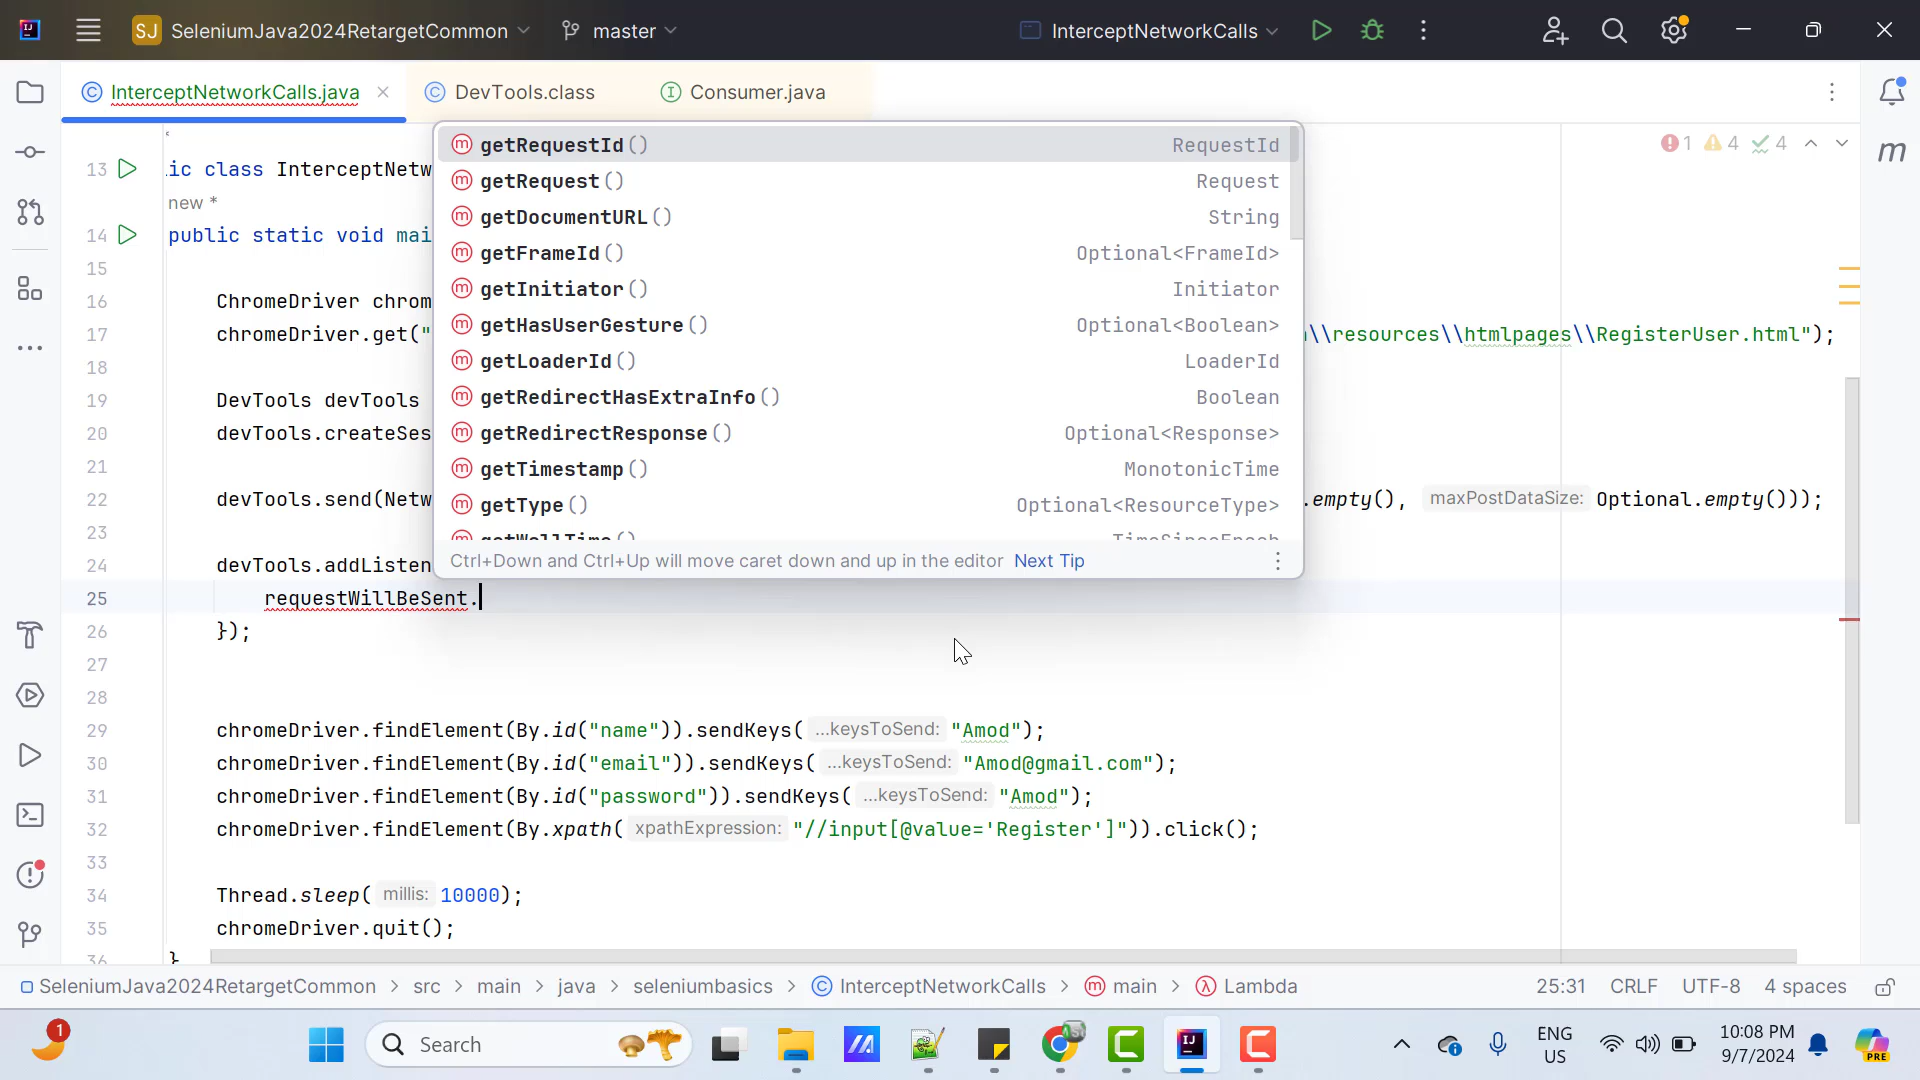 SJ SeleniumJava2024RetargetCommon master InterceptNetworkCalls
InterceptNetworkCalls.java DevTools.class Consumer.java
1 4 4
13 ic class InterceptNetw
new *
14 public static void mai
15
16 ChromeDriver chrom
17 chromeDriver.get(" \\resources\\htmlpages\\RegisterUser.html");
18
19 DevTools devTools
20 devTools.createSes
21
22 devTools.send(Netw .empty(), maxPostDataSize: Optional.empty()));
23
24 devTools.addListen
25 requestWillBeSent.
26 });
27
28
29 chromeDriver.findElement(By.id("name")).sendKeys( ...keysToSend: "Amod");
30 chromeDriver.findElement(By.id("email")).sendKeys( ...keysToSend: "Amod@gmail.com");
31 chromeDriver.findElement(By.id("password")).sendKeys( ...keysToSend: "Amod");
32 chromeDriver.findElement(By.xpath( xpathExpression: "//input[@value='Register']")).click();
33
34 Thread.sleep( millis: 10000);
35 chromeDriver.quit();
36 }
getRequestId() RequestId
getRequest() Request
getDocumentURL() String
getFrameId() Optional<FrameId>
getInitiator() Initiator
getHasUserGesture() Optional<Boolean>
getLoaderId() LoaderId
getRedirectHasExtraInfo() Boolean
getRedirectResponse() Optional<Response>
getTimestamp() MonotonicTime
getType() Optional<ResourceType>
getWallTime() TimeSinceEpoch
Ctrl+Down and Ctrl+Up will move caret down and up in the editor Next Tip
SeleniumJava2024RetargetCommon > src > main > java > seleniumbasics > InterceptNetworkCalls > main > Lambda 25:31 CRLF UTF-8 4 spaces
1 Search ENG
US 10:08 PM
9/7/2024 PRE